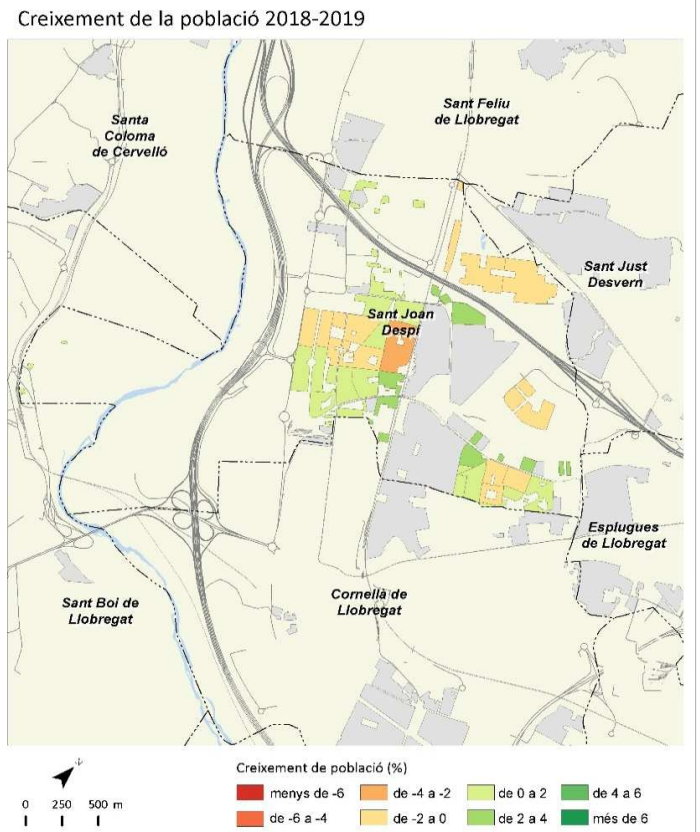 Creixement de la població 2018-2019
Sant Feliu
de Llobregat
Santa
Coloma
de Cervelló
Sant Just
Desvern
Sant Joan
Despí
Esplugues
de Llobregat
Sant Boi de
Llobregat
Cornellà de
Llobregat
Creixement de població (%)
menys de -6
de -4 a -2
de 0 a 2
de 4 a 6
de -6 a -4
de -2 a 0
de 2 a 4
més de 6
0 250 500 m